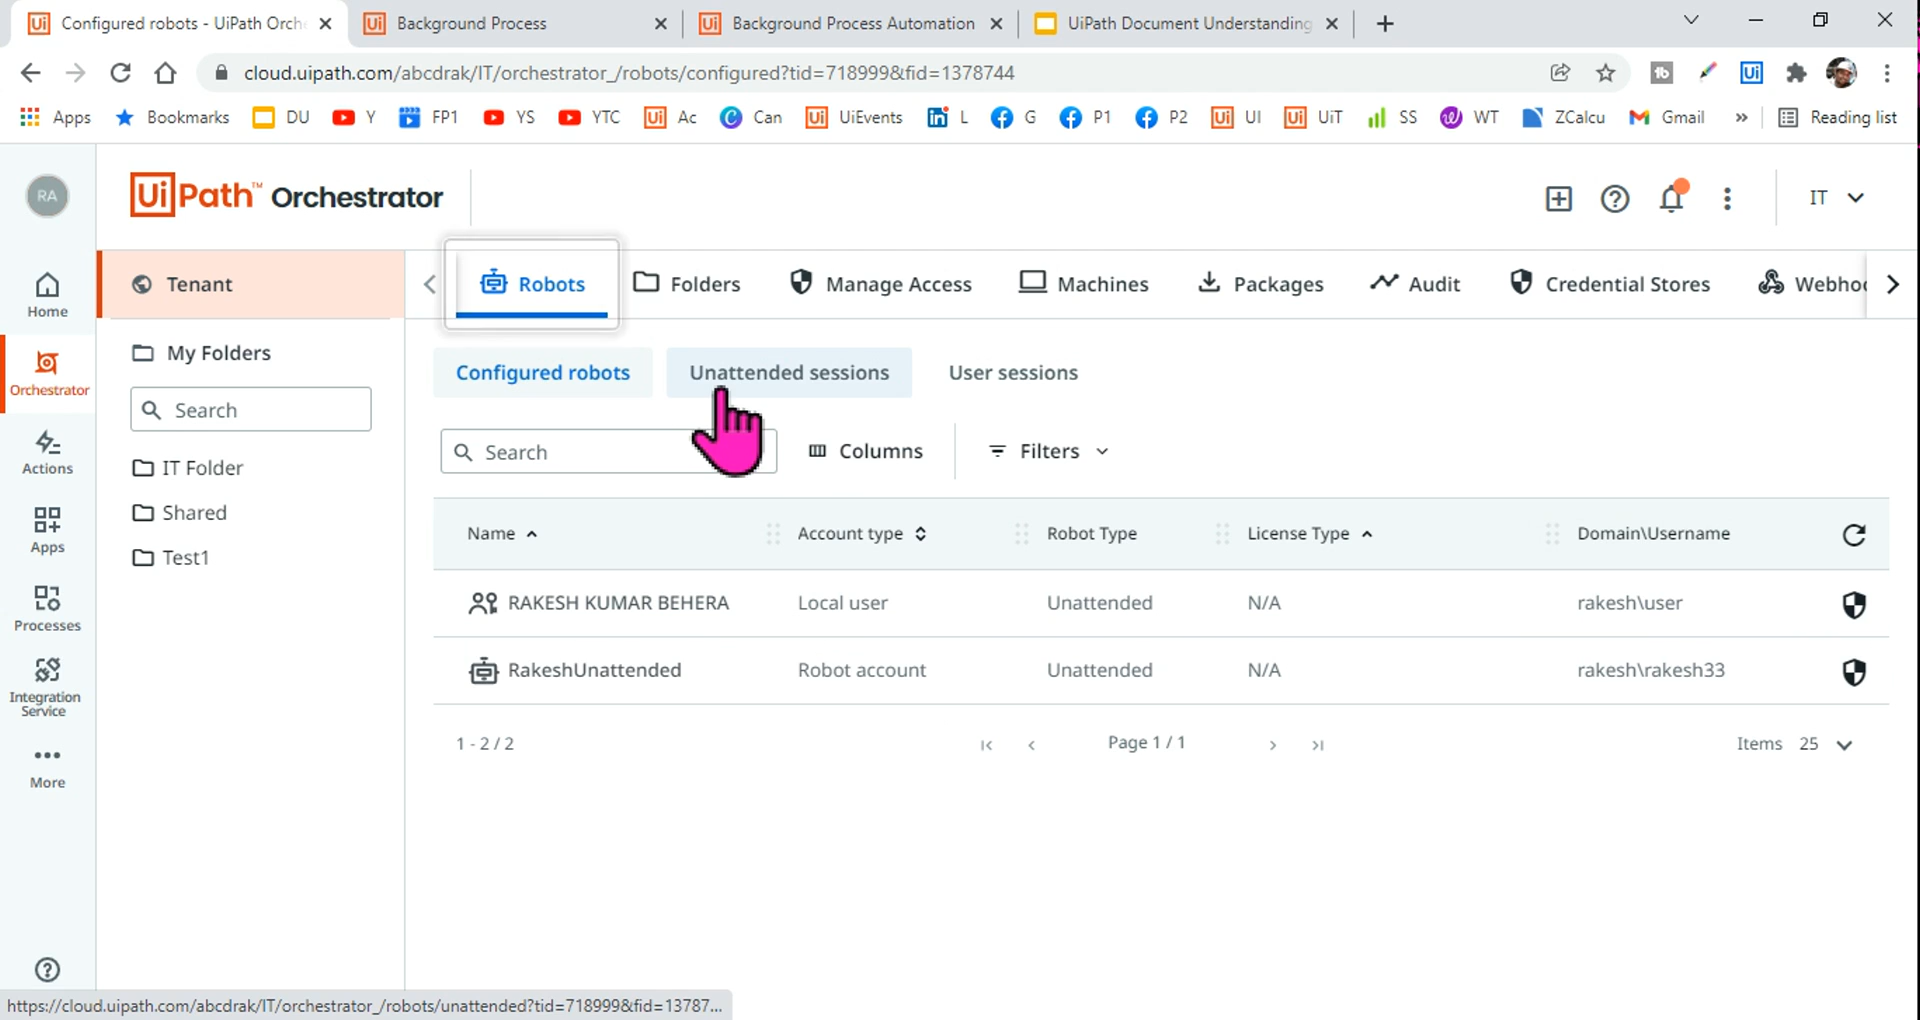 Configured robots - UiPath Orche
Background Process
Background Process Automation
UiPath Document Understanding
cloud.uipath.com/abcdrak/IT/orchestrator_/robots/configured?tid=718999&fid=1378744
Apps Bookmarks DU Y FP1 YS YTC Ac Can UiEvents L G P1 P2 UI UiT SS WT ZCalcu Gmail » Reading list
RA
UiPath™ Orchestrator
IT
Tenant
Robots Folders Manage Access Machines Packages Audit Credential Stores Webhoo
Home
My Folders
Configured robots Unattended sessions User sessions
Orchestrator
Search
Search
Columns
Filters
Actions
IT Folder
Shared
Apps
Test1
Name Account type Robot Type License Type Domain\Username
RAKESH KUMAR BEHERA Local user Unattended N/A rakesh\user
Processes
RakeshUnattended Robot account Unattended N/A rakesh\rakesh33
Integration
Service
1 - 2 / 2
Page 1 / 1
Items 25
More
https://cloud.uipath.com/abcdrak/IT/orchestrator_/robots/unattended?tid=718999&fid=13787...